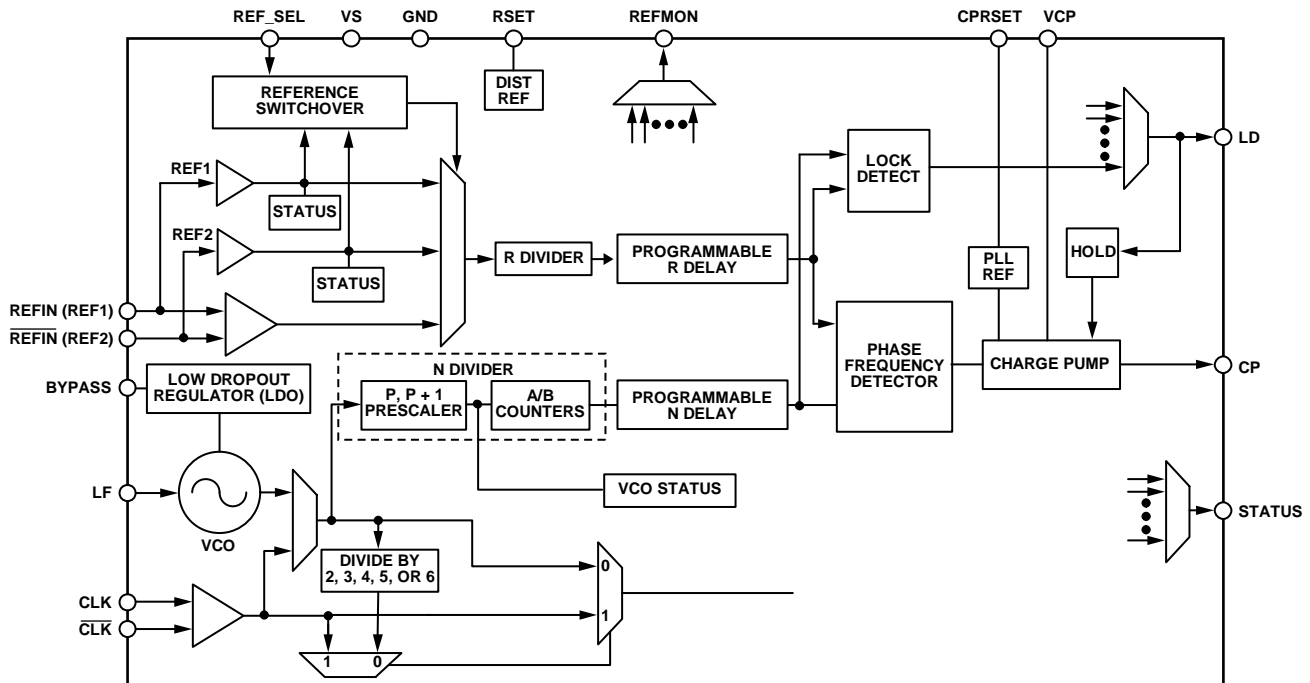 REF_SEL VS GND RSET REFMON CPRSET VCP
DIST
REF
REFERENCE
SWITCHOVER
LD
REF1
LOCK
DETECT
STATUS
REF2
R DIVIDER
PROGRAMMABLE
R DELAY
PLL
REF
HOLD
STATUS
REFIN (REF1)
REFIN (REF2)
PHASE
FREQUENCY
DETECTOR
CHARGE PUMP
CP
BYPASS
LOW DROPOUT
REGULATOR (LDO)
N DIVIDER
P, P + 1
PRESCALER
A/B
COUNTERS
PROGRAMMABLE
N DELAY
LF
VCO
VCO STATUS
STATUS
DIVIDE BY
2, 3, 4, 5, OR 6
0
1
CLK
CLK
1 0